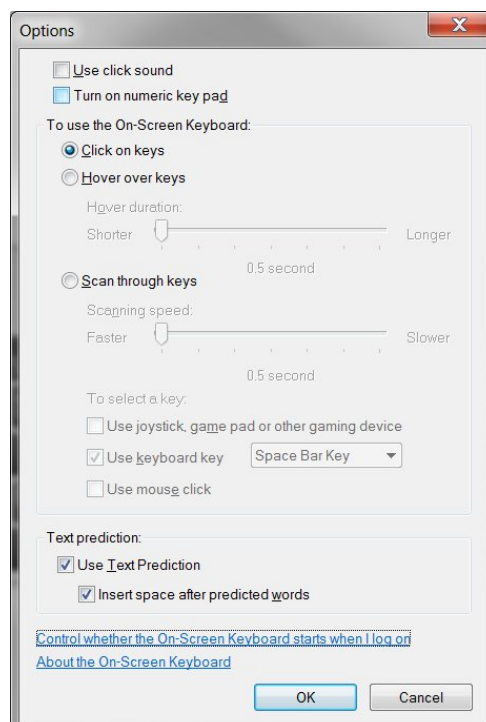 Options
Use click sound
Turn on numeric key pad
To use the On-Screen Keyboard:
Click on keys
Hover over keys
Hover duration:
Shorter Longer
0.5 second
Scan through keys
Scanning speed:
Faster Slower
0.5 second
To select a key:
Use joystick, game pad or other gaming device
Use keyboard key Space Bar Key
Use mouse click
Text prediction:
Use Text Prediction
Insert space after predicted words
Control whether the On-Screen Keyboard starts when I log on
About the On-Screen Keyboard
OK Cancel